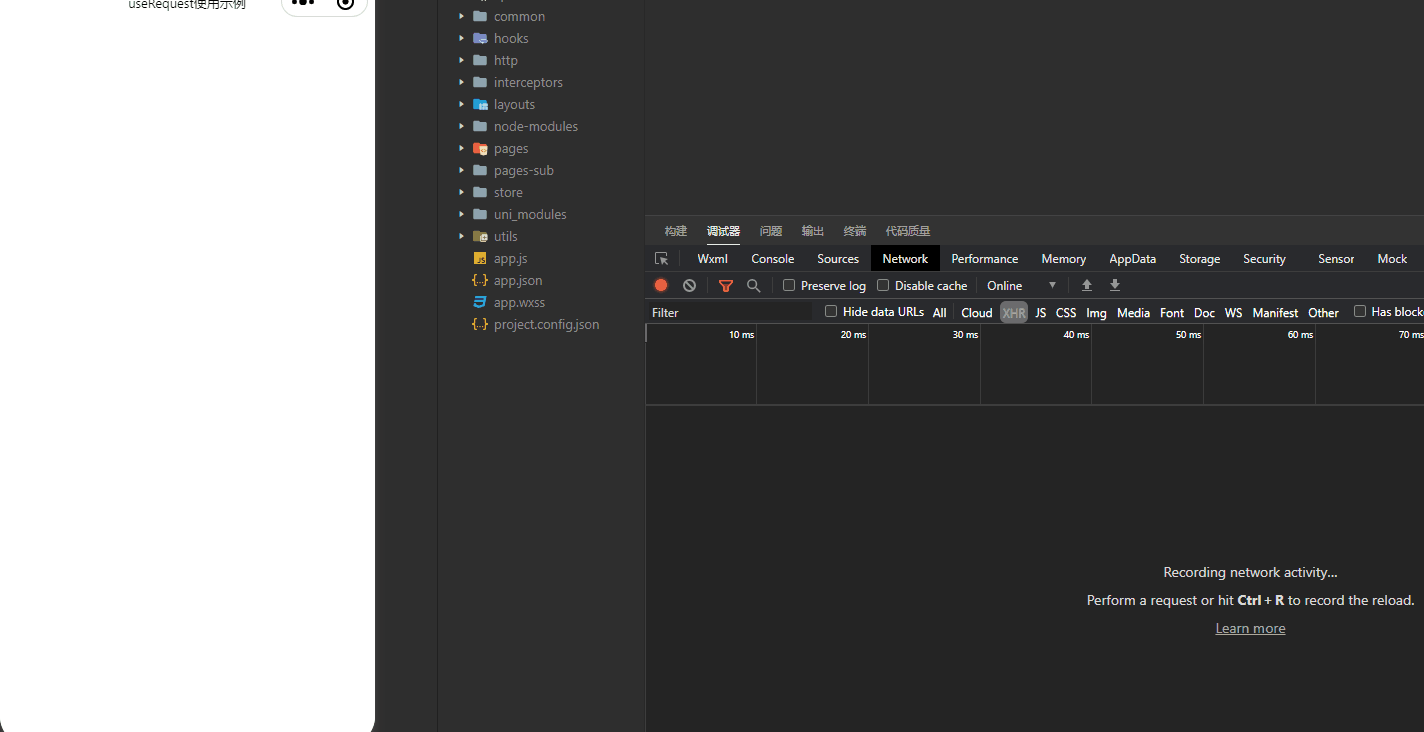 useRequest使用示例
common
hooks
http
interceptors
layouts
node-modules
pages
pages-sub
store
uni_modules
utils
app.js
app.json
app.wxss
project.config.json
构建 调试器 问题 输出 终端 代码质量
Wxml Console Sources Network Performance Memory AppData Storage Security Sensor Mock
Preserve log Disable cache Online
Filter Hide data URLs All Cloud XHR JS CSS Img Media Font Doc WS Manifest Other Has block
10 ms 20 ms 30 ms 40 ms 50 ms 60 ms 70 ms
Recording network activity...
Perform a request or hit Ctrl + R to record the reload.
Learn more